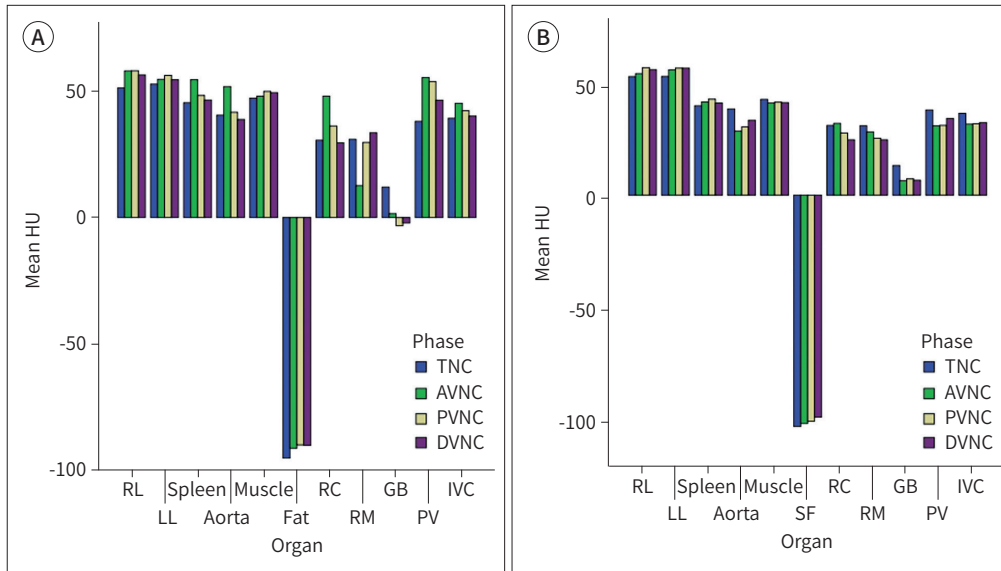 A
Mean HU
50
0
-50
-100
Phase
TNC
AVNC
PVNC
DVNC
RL Spleen Muscle RC GB IVC
LL Aorta Fat RM PV
Organ
B
Mean HU
50
0
-50
-100
Phase
TNC
AVNC
PVNC
DVNC
RL Spleen Muscle RC GB IVC
LL Aorta SF RM PV
Organ